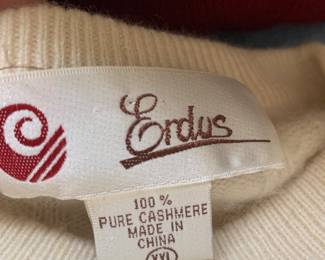 Erdus
100%
PURE CASHMERE
MADE IN
CHINA
XXL